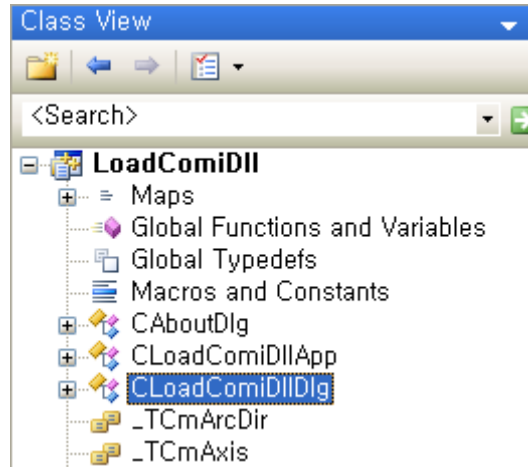 Class View
<Search>
LoadComiDll
Maps
Global Functions and Variables
Global Typedefs
Macros and Constants
CAboutDlg
CLoadComiDllApp
CLoadComiDllDlg
_TCmArcDir
_TCmAxis